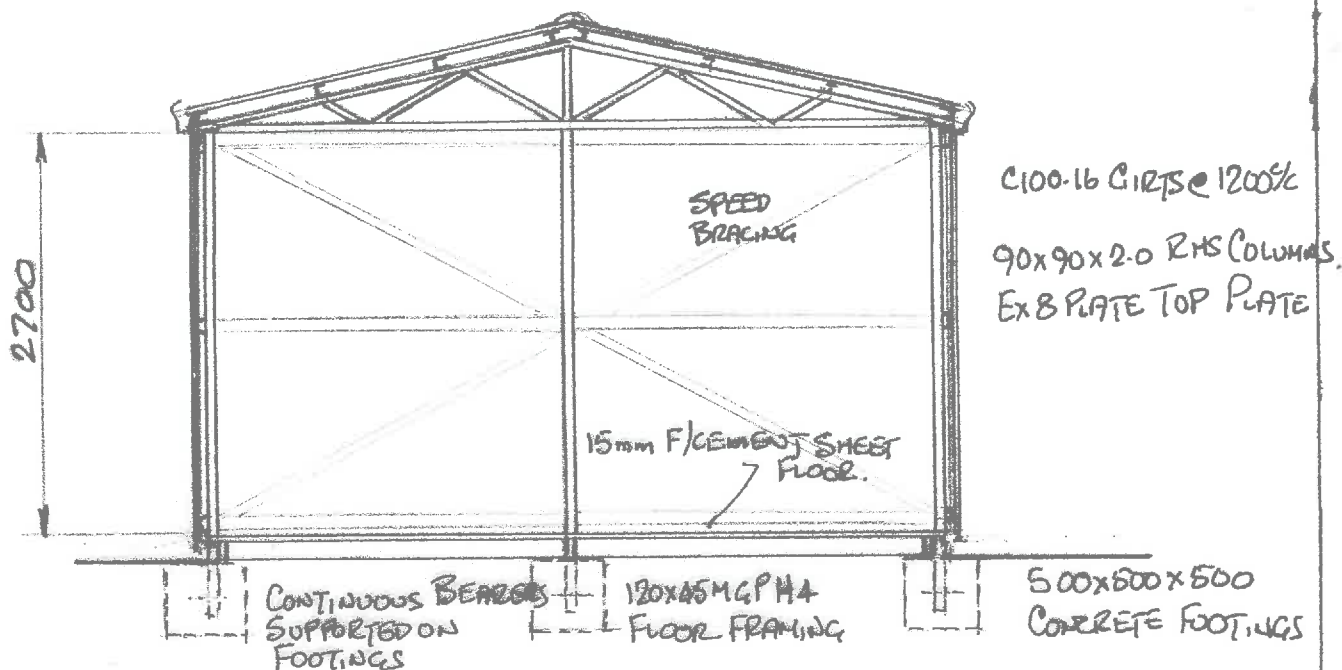 C100-16 GIRTS @ 1200%
SPEED
BRACING
90x90x2.0 RHS COLUMNS.
EX 8 PLATE TOP PLATE
2700
15mm F/CEMENT SHEET
FLOOR.
CONTINUOUS BEARERS
SUPPORTED ON
FOOTINGS
120x45 MGP H4
FLOOR FRAMING
500x500x500
CONCRETE FOOTINGS